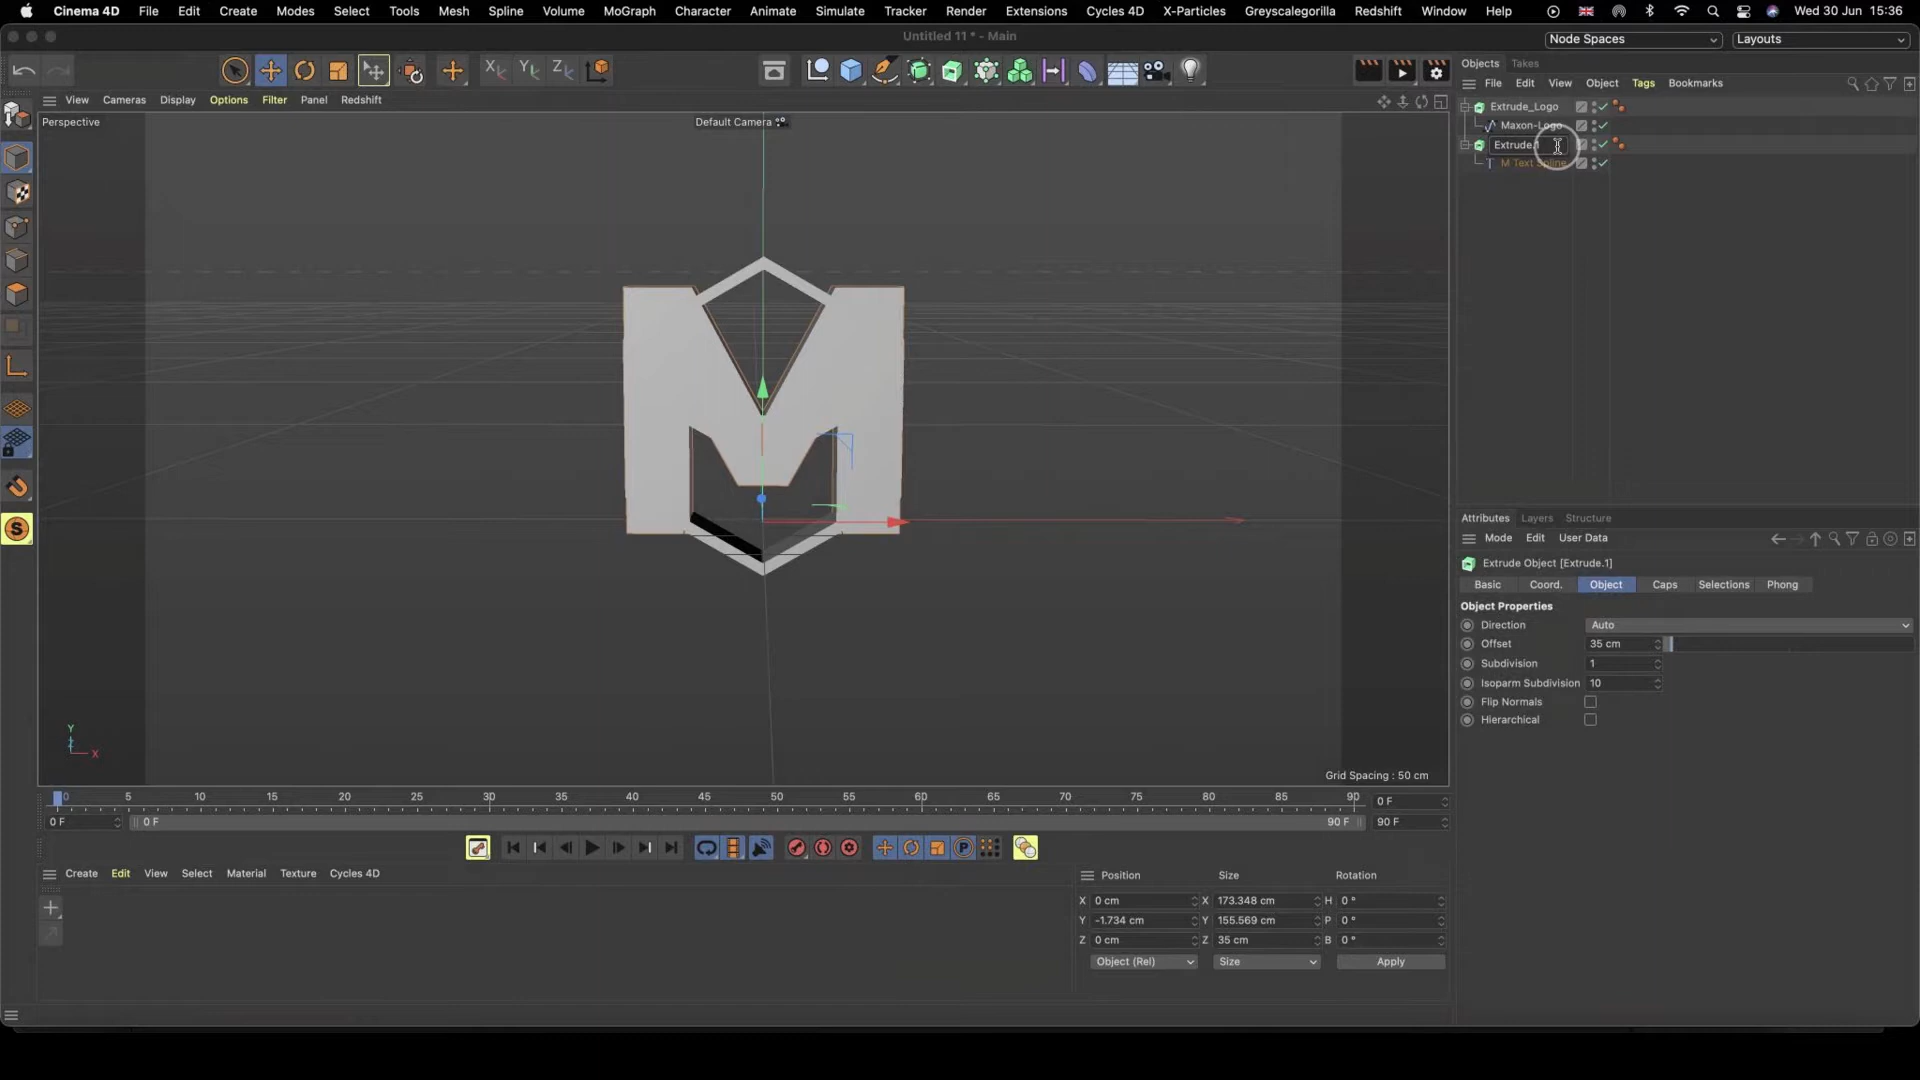 Cinema 4D File Edit Create Modes Select Tools Mesh Spline Volume MoGraph Character Animate Simulate Tracker Render Extensions Cycles 4D X-Particles Greyscalegorilla Redshift Window Help Wed 30 Jun 15:36
Untitled 11 * - Main
Node Spaces Layouts
X Y Z
Objects Takes
File Edit View Object Tags Bookmarks
View Cameras Display Options Filter Panel Redshift
Perspective
Default Camera
Extrude_Logo
Maxon-Logo
Extrude.1
M Text Spline
M
S
Y
Z
X
Grid Spacing : 50 cm
Attributes Layers Structure
Mode Edit User Data
Extrude Object [Extrude.1]
Basic Coord. Object Caps Selections Phong
Object Properties
Direction Auto
Offset 35 cm
Subdivision 1
Isoparm Subdivision 10
Flip Normals
Hierarchical
0 5 10 15 20 25 30 35 40 45 50 55 60 65 70 75 80 85 90 0 F
0 F 0 F 90 F 90 F
P
Create Edit View Select Material Texture Cycles 4D
Position Size Rotation
X 0 cm X 173.348 cm H 0 °
Y -1.734 cm Y 155.569 cm P 0 °
Z 0 cm Z 35 cm B 0 °
Object (Rel) Size Apply